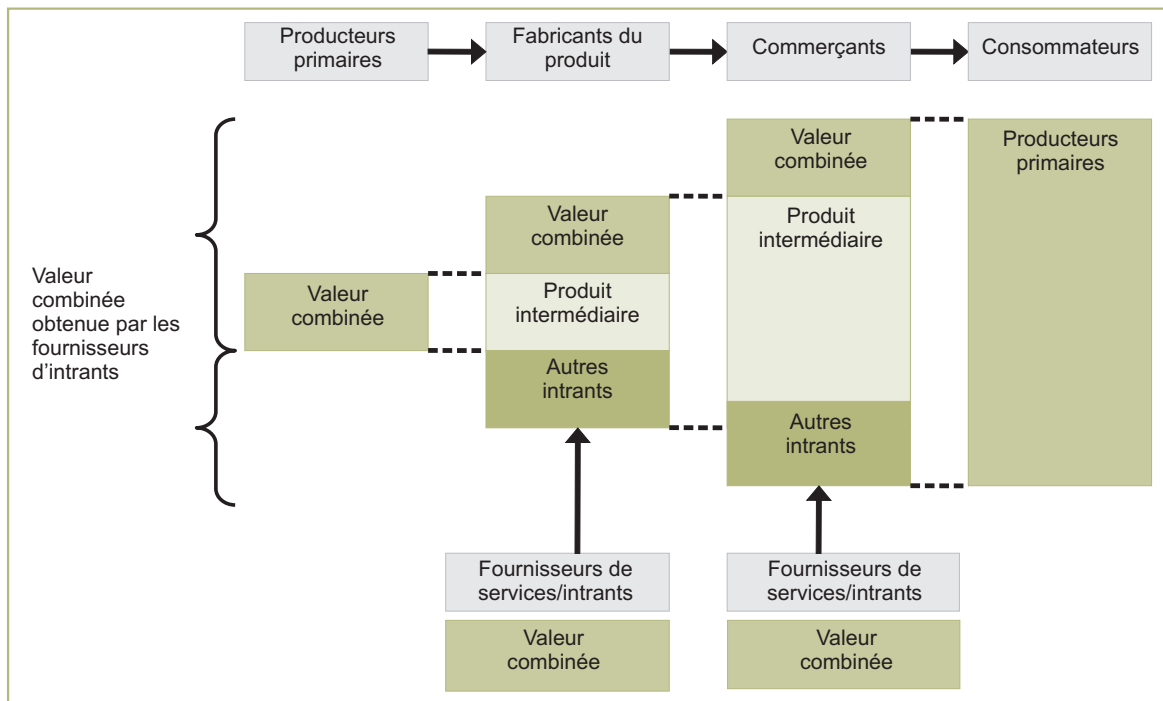 Producteurs
primaires
Fabricants du
produit
Commerçants
Consommateurs
Valeur
combinée
obtenue par les
fournisseurs
d'intrants
Valeur
combinée
Valeur
combinée
Produit
intermédiaire
Autres
intrants
Valeur
combinée
Produit
intermédiaire
Autres
intrants
Producteurs
primaires
Fournisseurs de
services/intrants
Valeur
combinée
Fournisseurs de
services/intrants
Valeur
combinée